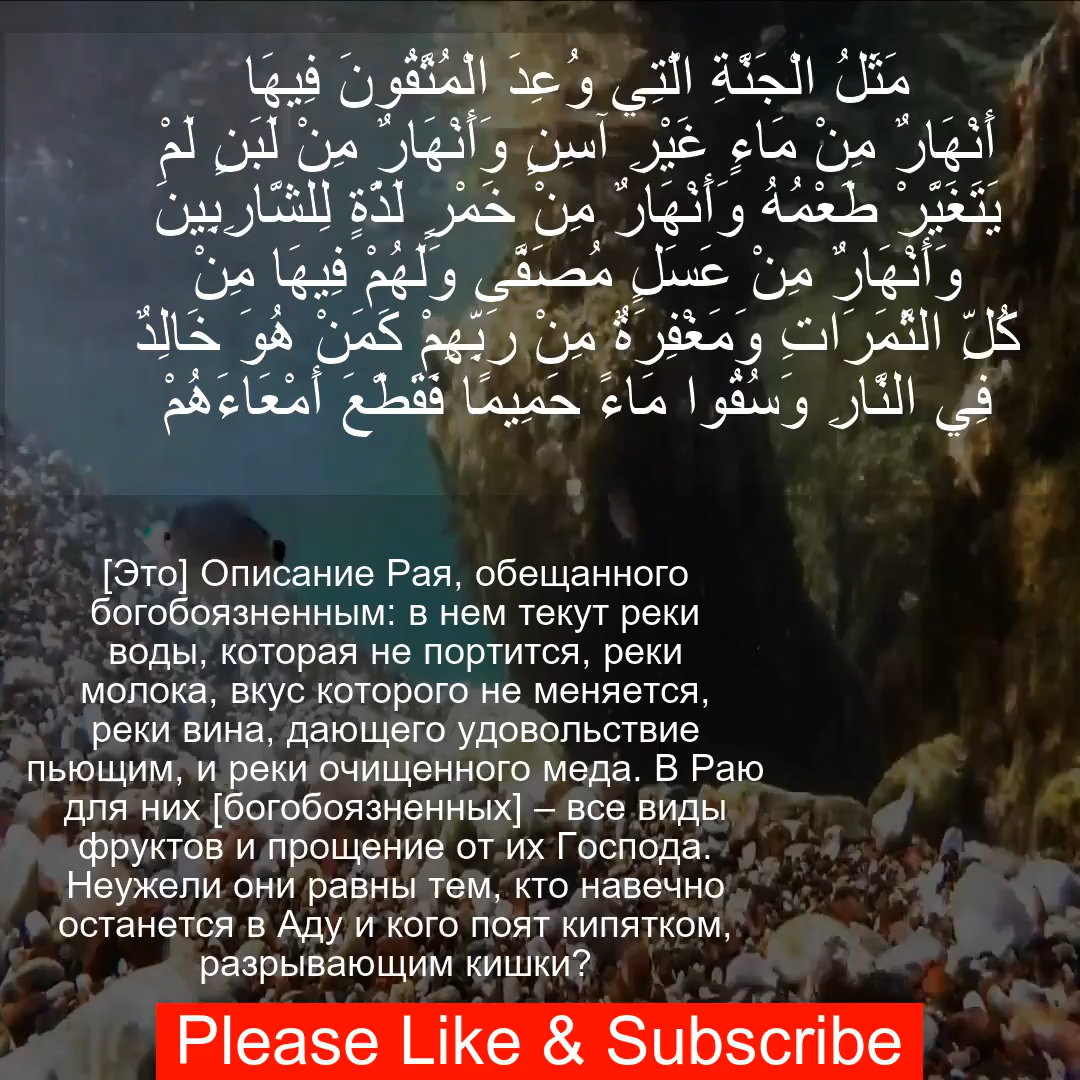 مَثَلُ الْجَنَّةِ الَّتِي وُعِدَ الْمُتَّقُونَ فِيهَا
أَنْهَارٌ مِنْ مَاءٍ غَيْرِ آسِنٍ وَأَنْهَارٌ مِنْ لَبَنٍ لَمْ
يَتَغَيَّرْ طَعْمُهُ وَأَنْهَارٌ مِنْ خَمْرٍ لَذَّةٍ لِلشَّارِبِينَ
وَأَنْهَارٌ مِنْ عَسَلٍ مُصَفًّى وَلَهُمْ فِيهَا مِنْ
كُلِّ الثَّمَرَاتِ وَمَغْفِرَةٌ مِنْ رَبِّهِمْ كَمَنْ هُوَ خَالِدٌ
فِي النَّارِ وَسُقُوا مَاءً حَمِيمًا فَقَطَّعَ أَمْعَاءَهُمْ
[Это] Описание Рая, обещанного
богобоязненным: в нем текут реки
воды, которая не портится, реки
молока, вкус которого не меняется,
реки вина, дающего удовольствие
пьющим, и реки очищенного меда. В Раю
для них [богобоязненных] – все виды
фруктов и прощение от их Господа.
Неужели они равны тем, кто навечно
останется в Аду и кого поят кипятком,
разрывающим кишки?
Please Like & Subscribe